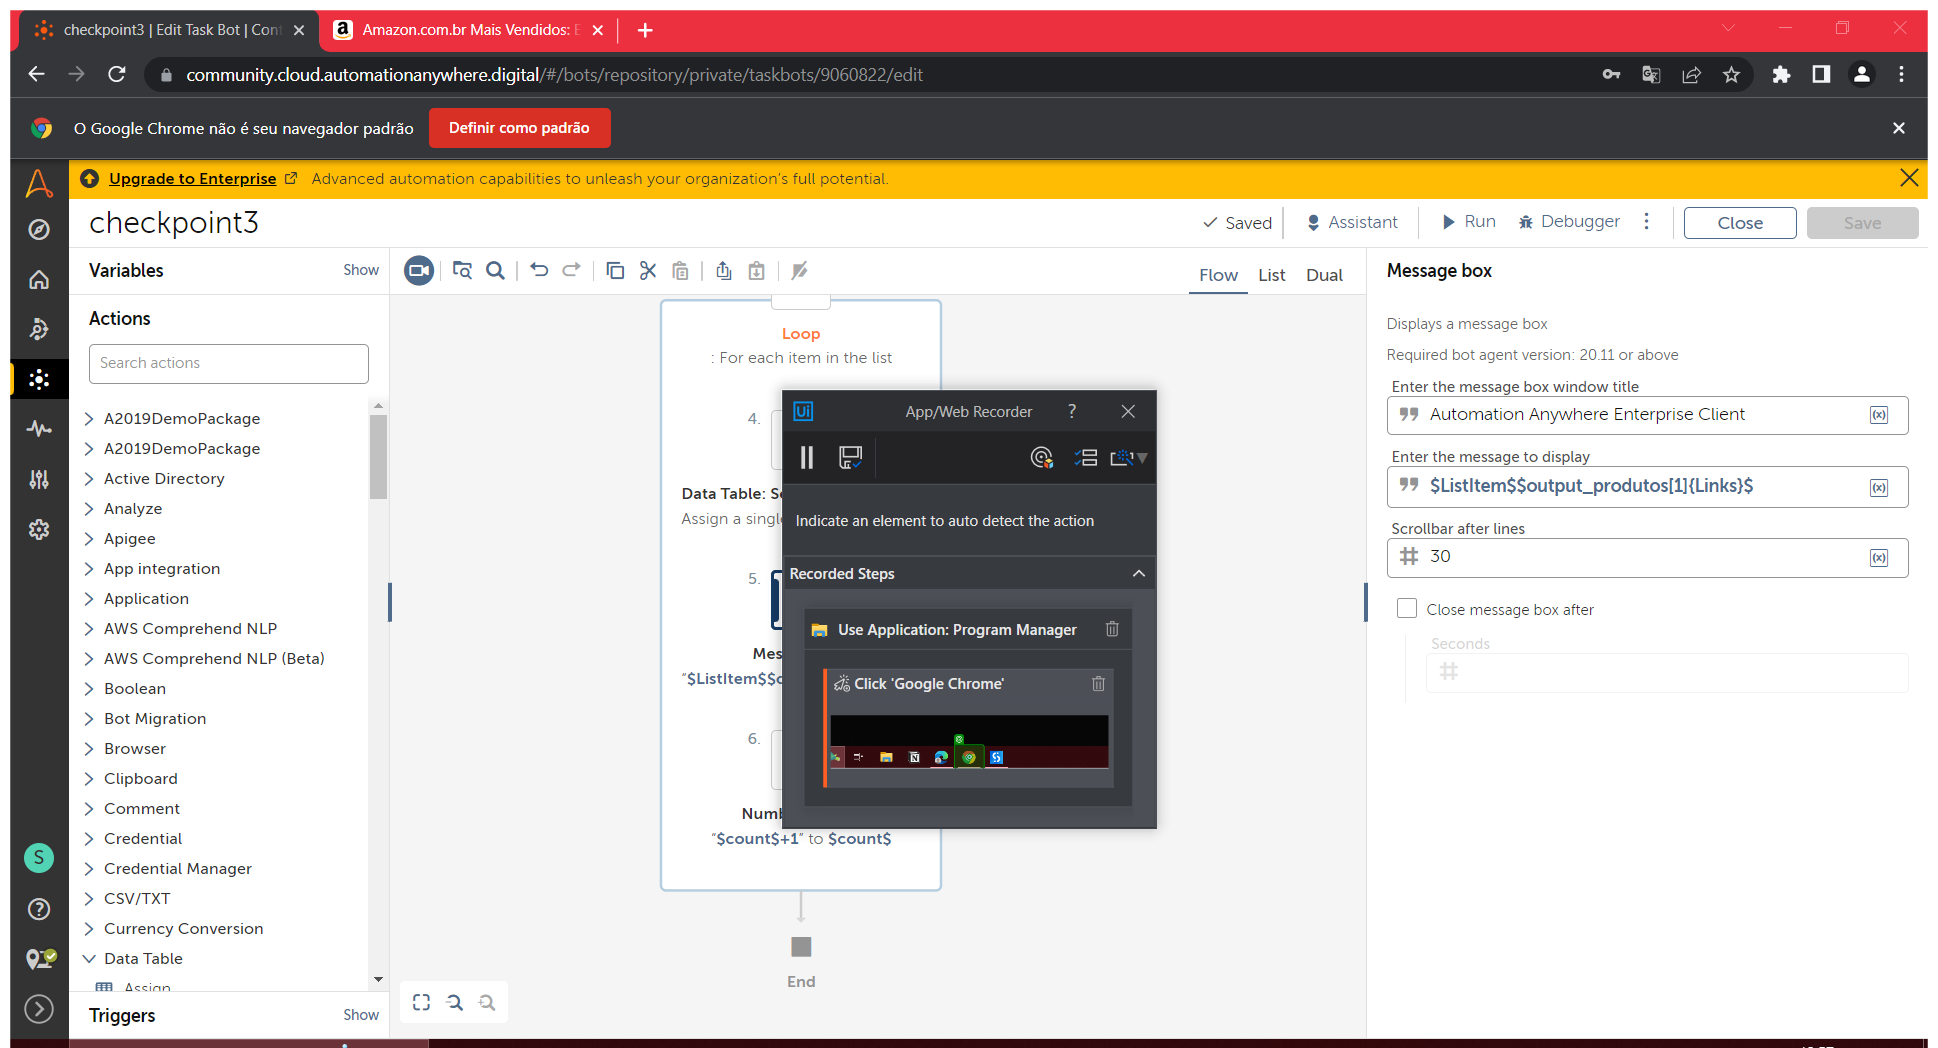 checkpoint3 | Edit Task Bot | Con
Amazon.com.br Mais Vendidos: E
community.cloud.automationanywhere.digital/#/bots/repository/private/taskbots/9060822/edit
O Google Chrome não é seu navegador padrão
Definir como padrão
Upgrade to Enterprise
Advanced automation capabilities to unleash your organization's full potential.
checkpoint3
Saved
Assistant
Run
Debugger
Close
Save
Variables
Show
Flow
List
Dual
Actions
Search actions
A2019DemoPackage
A2019DemoPackage
Active Directory
Analyze
Apigee
App integration
Application
AWS Comprehend NLP
AWS Comprehend NLP (Beta)
Boolean
Bot Migration
Browser
Clipboard
Comment
Credential
Credential Manager
CSV/TXT
Currency Conversion
Data Table
Assign
Triggers
Show
S
Loop
: For each item in the list
4.
Data Table: Se
Assign a singl
5.
Mes
"$ListItem$$o
6.
Numb
"$count$+1" to $count$
End
Ui
App/Web Recorder
?
Indicate an element to auto detect the action
Recorded Steps
Use Application: Program Manager
Click 'Google Chrome'
Message box
Displays a message box
Required bot agent version: 20.11 or above
Enter the message box window title
Automation Anywhere Enterprise Client
(x)
Enter the message to display
$ListItem$$output_produtos[1]{Links}$
(x)
Scrollbar after lines
30
(x)
Close message box after
Seconds